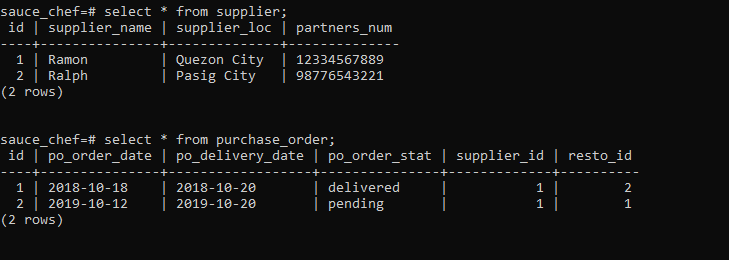 sauce_chef=# select * from supplier;
 id | supplier_name | supplier_loc | partners_num
----+---------------+--------------+--------------
  1 | Ramon         | Quezon City  | 12334567889
  2 | Ralph         | Pasig City   | 98776543221
(2 rows)
sauce_chef=# select * from purchase_order;
 id | po_order_date | po_delivery_date | po_order_stat | supplier_id | resto_id
----+---------------+------------------+---------------+-------------+----------
  1 | 2018-10-18    | 2018-10-20       | delivered     |           1 |        2
  2 | 2019-10-12    | 2019-10-20       | pending       |           1 |        1
(2 rows)